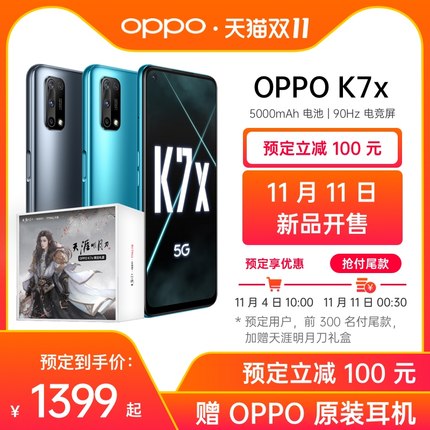 oppo · 天猫双11
OPPO K7x
5000mAh 电池 | 90Hz 电竞屏
预定立减 100 元
11 月 11 日
新品开售
预定享优惠
抢付尾款
11 月 4 日 10:00
11 月 11 日 00:30
* 预定用户，前 300 名付尾款，
加赠天涯明月刀礼盒
K7x
5G
天涯明月刀
预定到手价：
¥ 1399 起
预定立减 100 元
赠 OPPO 原装耳机